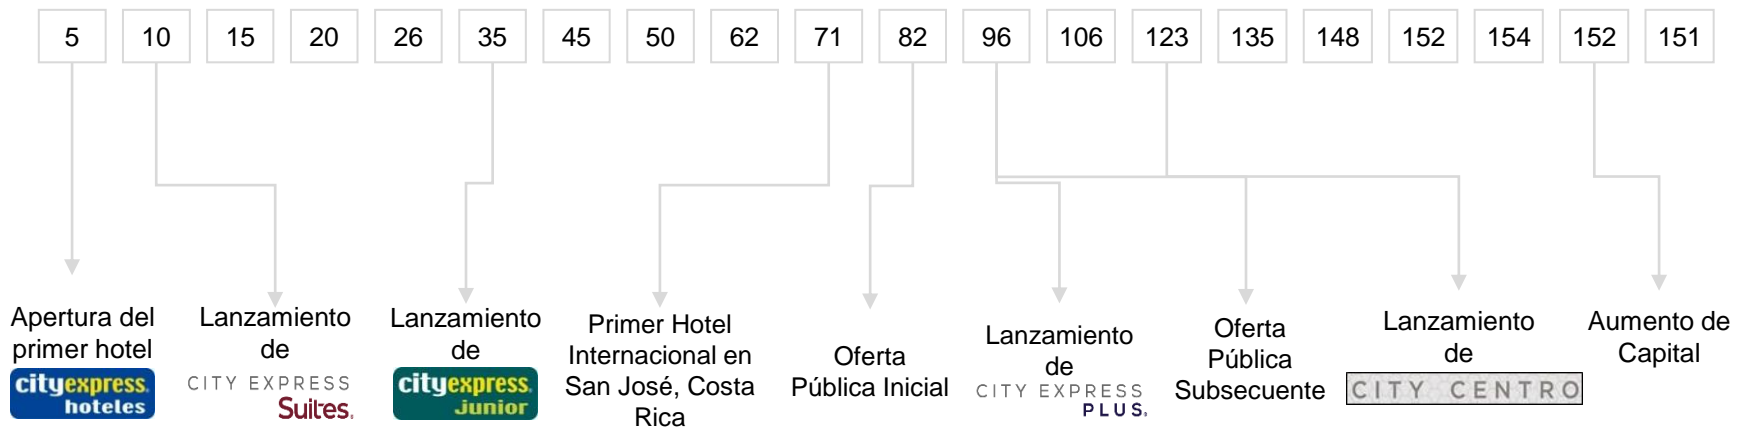 5 10 15 20 26 35 45 50 62 71 82 96 106 123 135 148 152 154 152 151
Apertura del
primer hotel
cityexpress.
hoteles
Lanzamiento
de
CITY EXPRESS
Suites.
Lanzamiento
de
cityexpress.
Junior
Primer Hotel
Internacional en
San José, Costa
Rica
Oferta
Pública Inicial
Lanzamiento
de
CITY EXPRESS
PLUS.
Oferta
Pública
Subsecuente
Lanzamiento
de
CITY CENTRO
Aumento de
Capital